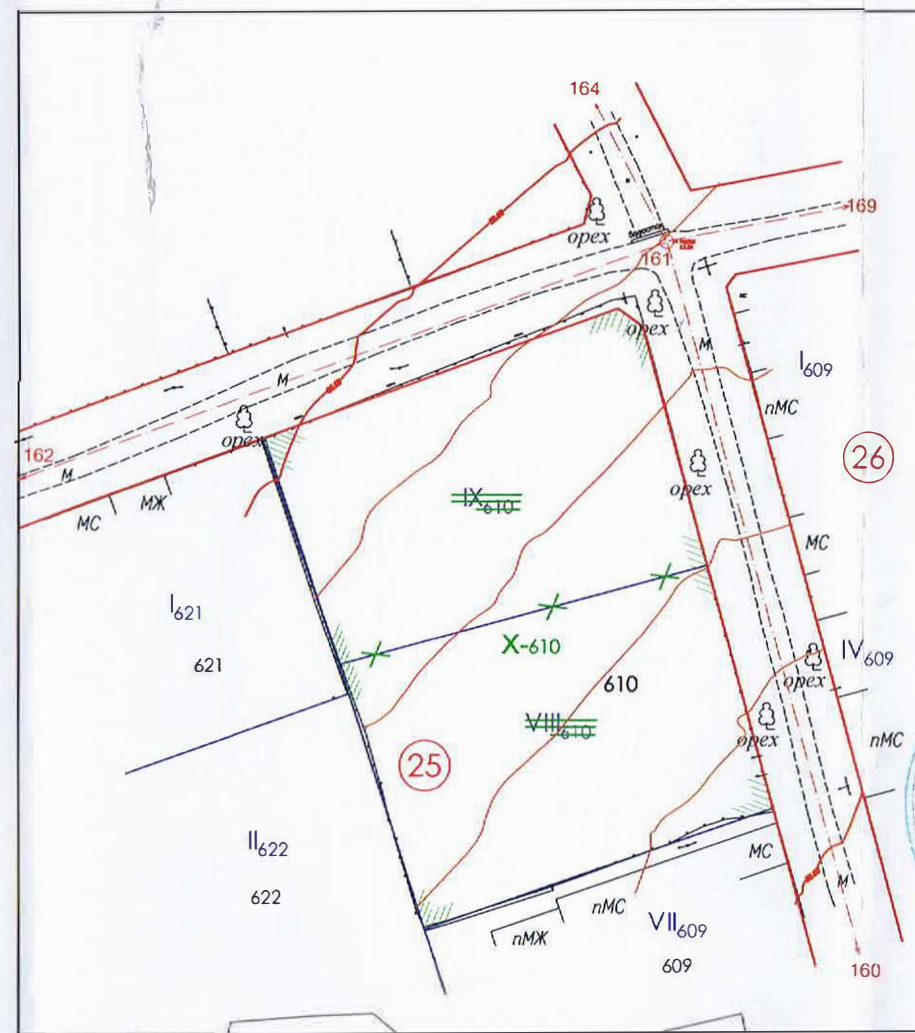 164
169
орех
Водостой
161
орех
М
I609
пМС
26
162
М
М
орех
МС
МЖ
орех
IX610
МС
I621
621
X-610
610
IV609
орех
VIII610
орех
пМС
25
II622
622
МС
пМС
VII609
пМЖ
609
М
160